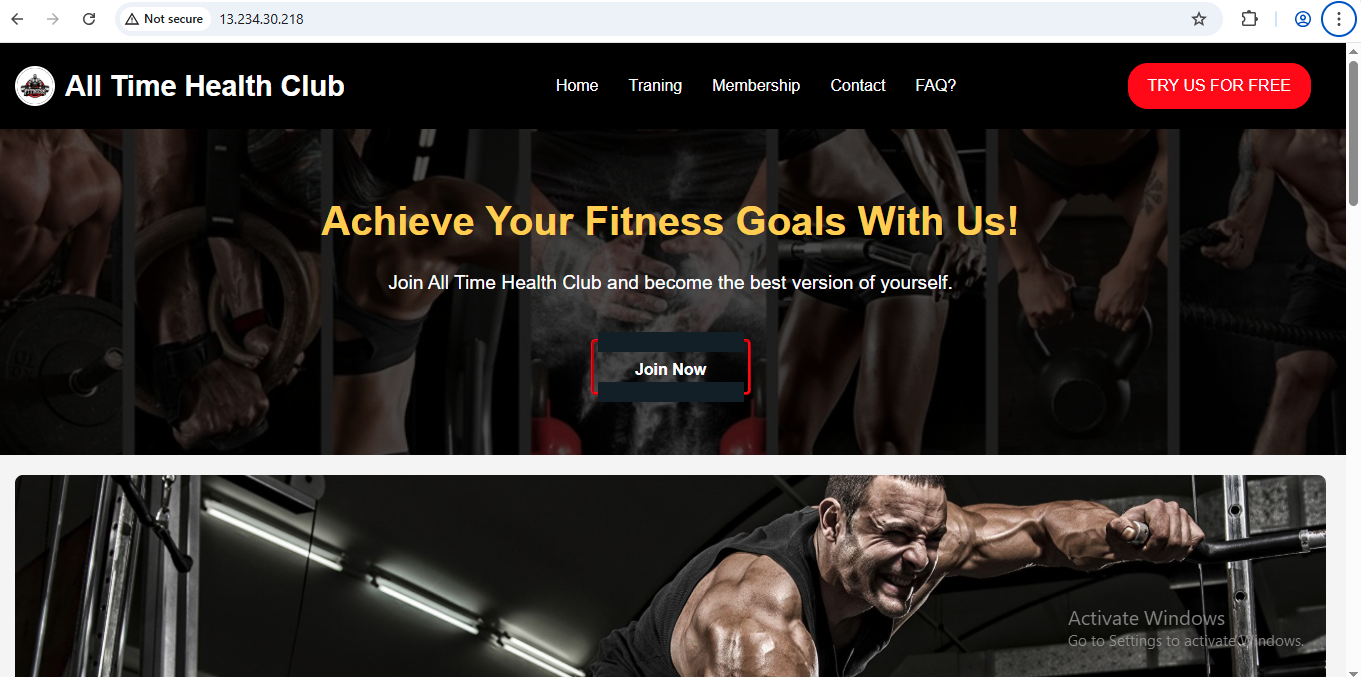 Not secure
13.234.30.218
FITNESS
All Time Health Club
Home
Traning
Membership
Contact
FAQ?
TRY US FOR FREE
Achieve Your Fitness Goals With Us!
Join All Time Health Club and become the best version of yourself.
Join Now
Activate Windows
Go to Settings to activate Windows.